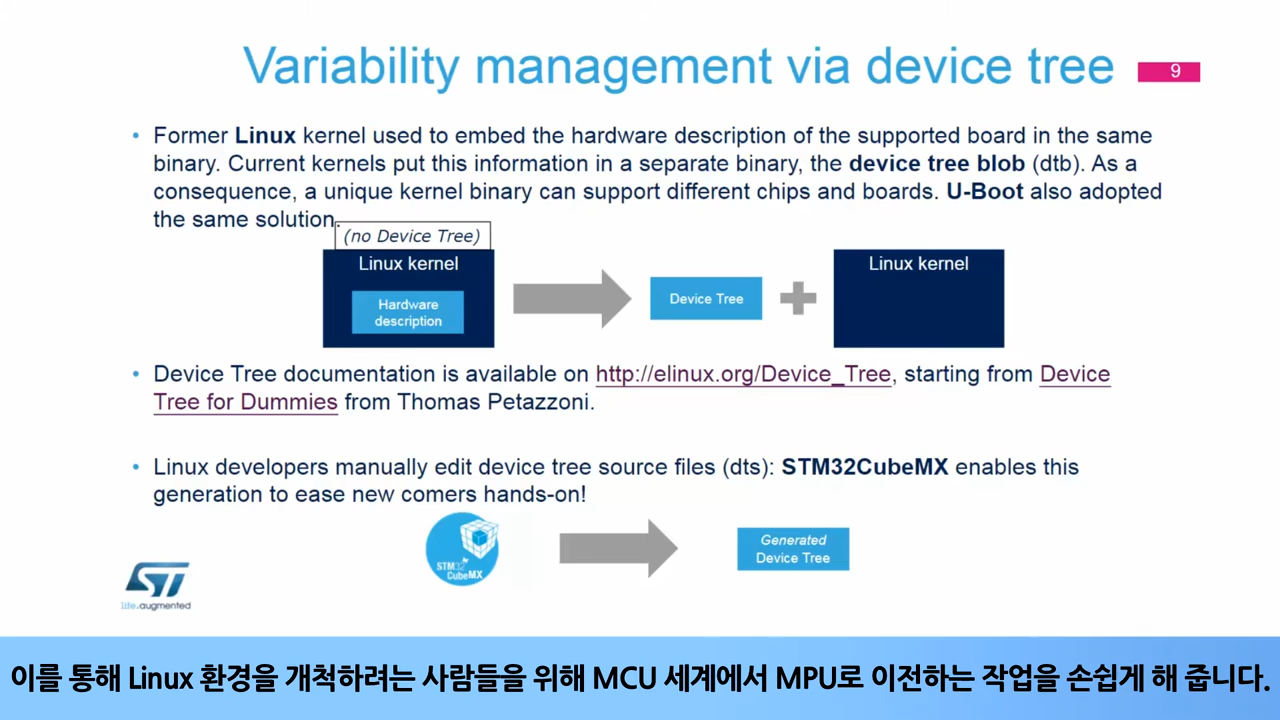 Variability management via device tree
9
• Former Linux kernel used to embed the hardware description of the supported board in the same
binary. Current kernels put this information in a separate binary, the device tree blob (dtb). As a
consequence, a unique kernel binary can support different chips and boards. U-Boot also adopted
the same solution.
(no Device Tree)
Linux kernel
Hardware
description
Device Tree
Linux kernel
• Device Tree documentation is available on http://elinux.org/Device_Tree, starting from Device
Tree for Dummies from Thomas Petazzoni.
• Linux developers manually edit device tree source files (dts): STM32CubeMX enables this
generation to ease new comers hands-on!
STM32
CubeMX
Generated
Device Tree
ST
life.augmented
이를 통해 Linux 환경을 개척하려는 사람들을 위해 MCU 세계에서 MPU로 이전하는 작업을 손쉽게 해 줍니다.